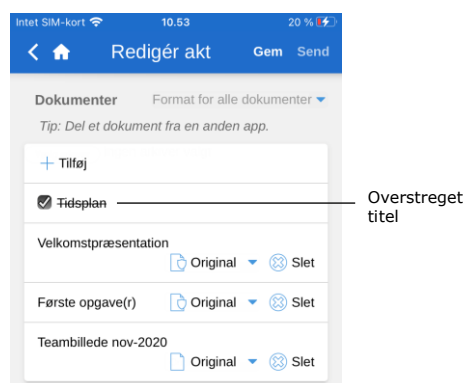 Intet SIM-kort 10.53 20 %
Redigér akt Gem Send
Dokumenter Format for alle dokumenter
Tip: Del et dokument fra en anden app.
Tilføj
Tidsplan
Overstreget
titel
Velkomstpræsentation
Original Slet
Første opgave(r) Original Slet
Teambillede nov-2020
Original Slet